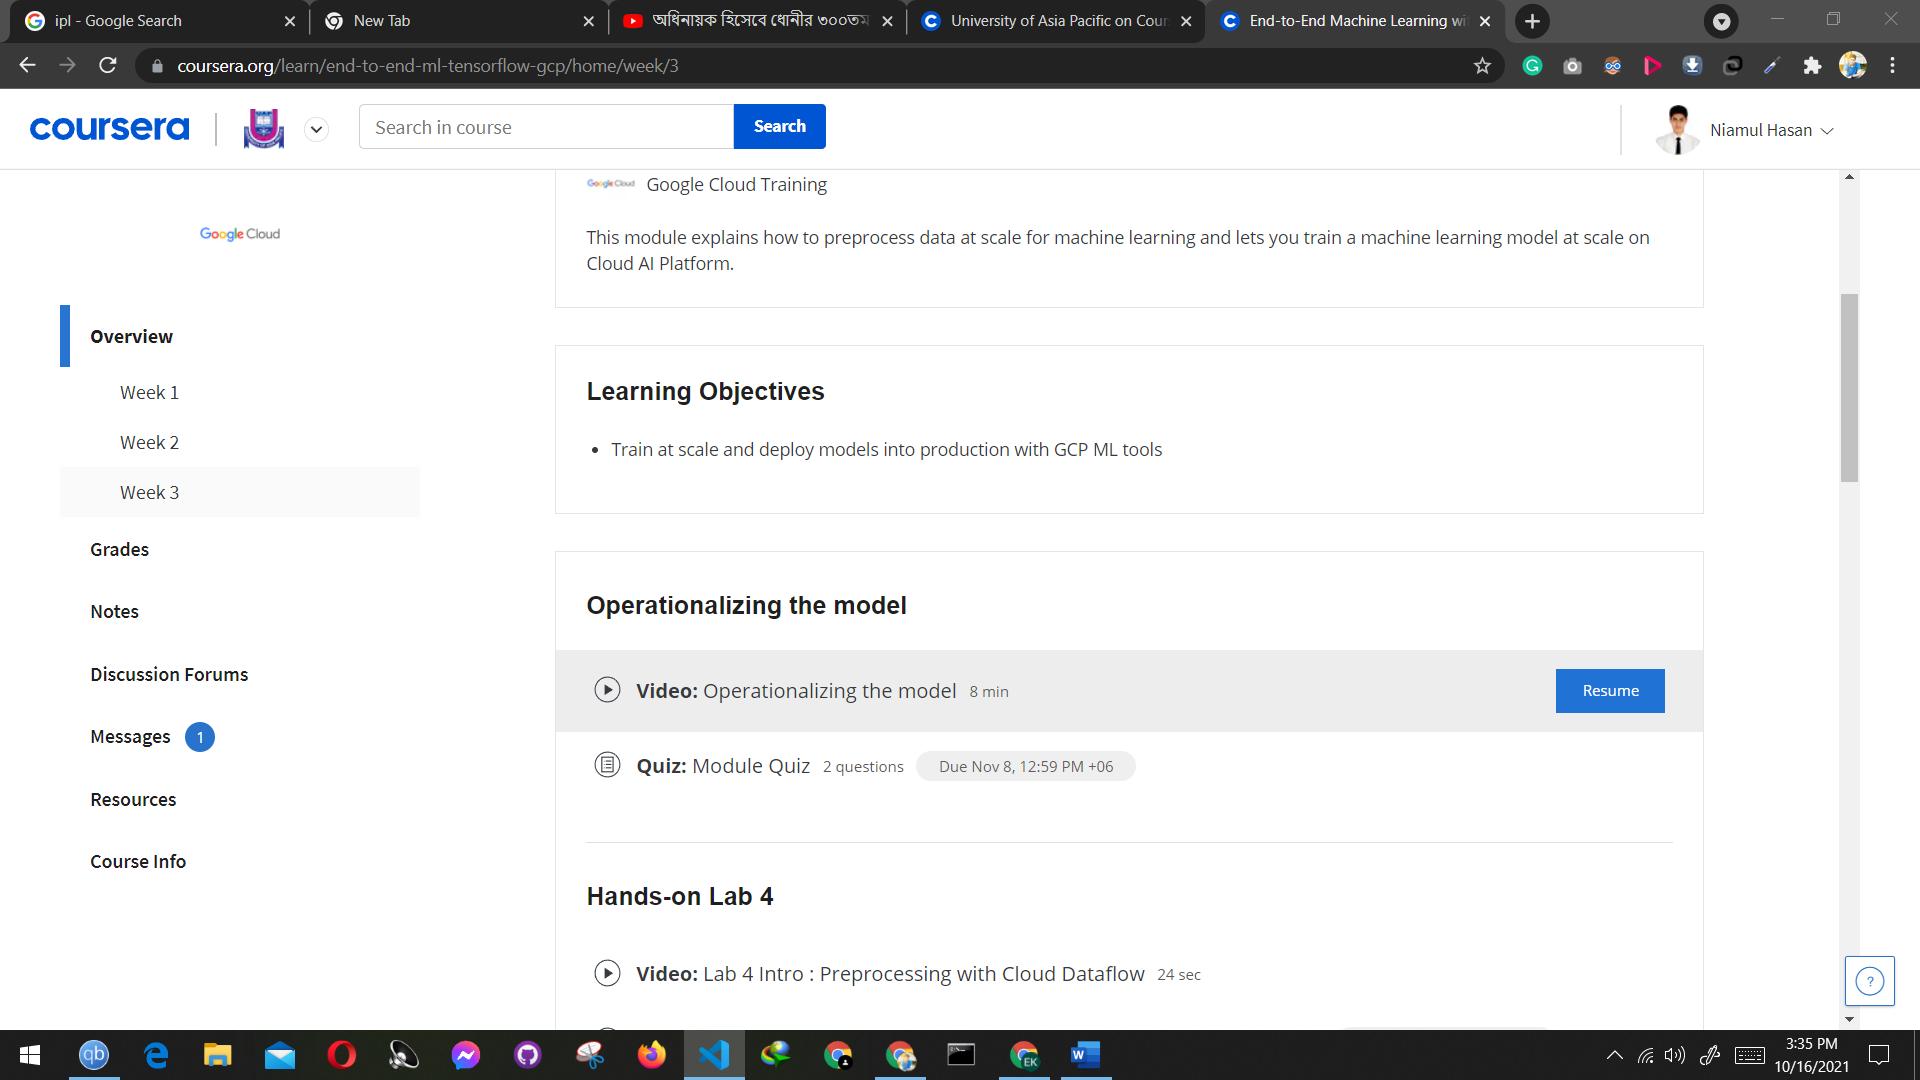 ipl - Google Search
New Tab
অধিনায়ক হিসেবে ধোনীর ৩০০তম
University of Asia Pacific on Cour
End-to-End Machine Learning wi
coursera.org/learn/end-to-end-ml-tensorflow-gcp/home/week/3
coursera
Search in course
Search
Niamul Hasan
Google Cloud
Overview
Week 1
Week 2
Week 3
Grades
Notes
Discussion Forums
Messages 1
Resources
Course Info
Google Cloud Google Cloud Training
This module explains how to preprocess data at scale for machine learning and lets you train a machine learning model at scale on
Cloud AI Platform.
Learning Objectives
• Train at scale and deploy models into production with GCP ML tools
Operationalizing the model
Video: Operationalizing the model 8 min
Resume
Quiz: Module Quiz 2 questions Due Nov 8, 12:59 PM +06
Hands-on Lab 4
Video: Lab 4 Intro : Preprocessing with Cloud Dataflow 24 sec
?
qb
EK
3:35 PM
10/16/2021